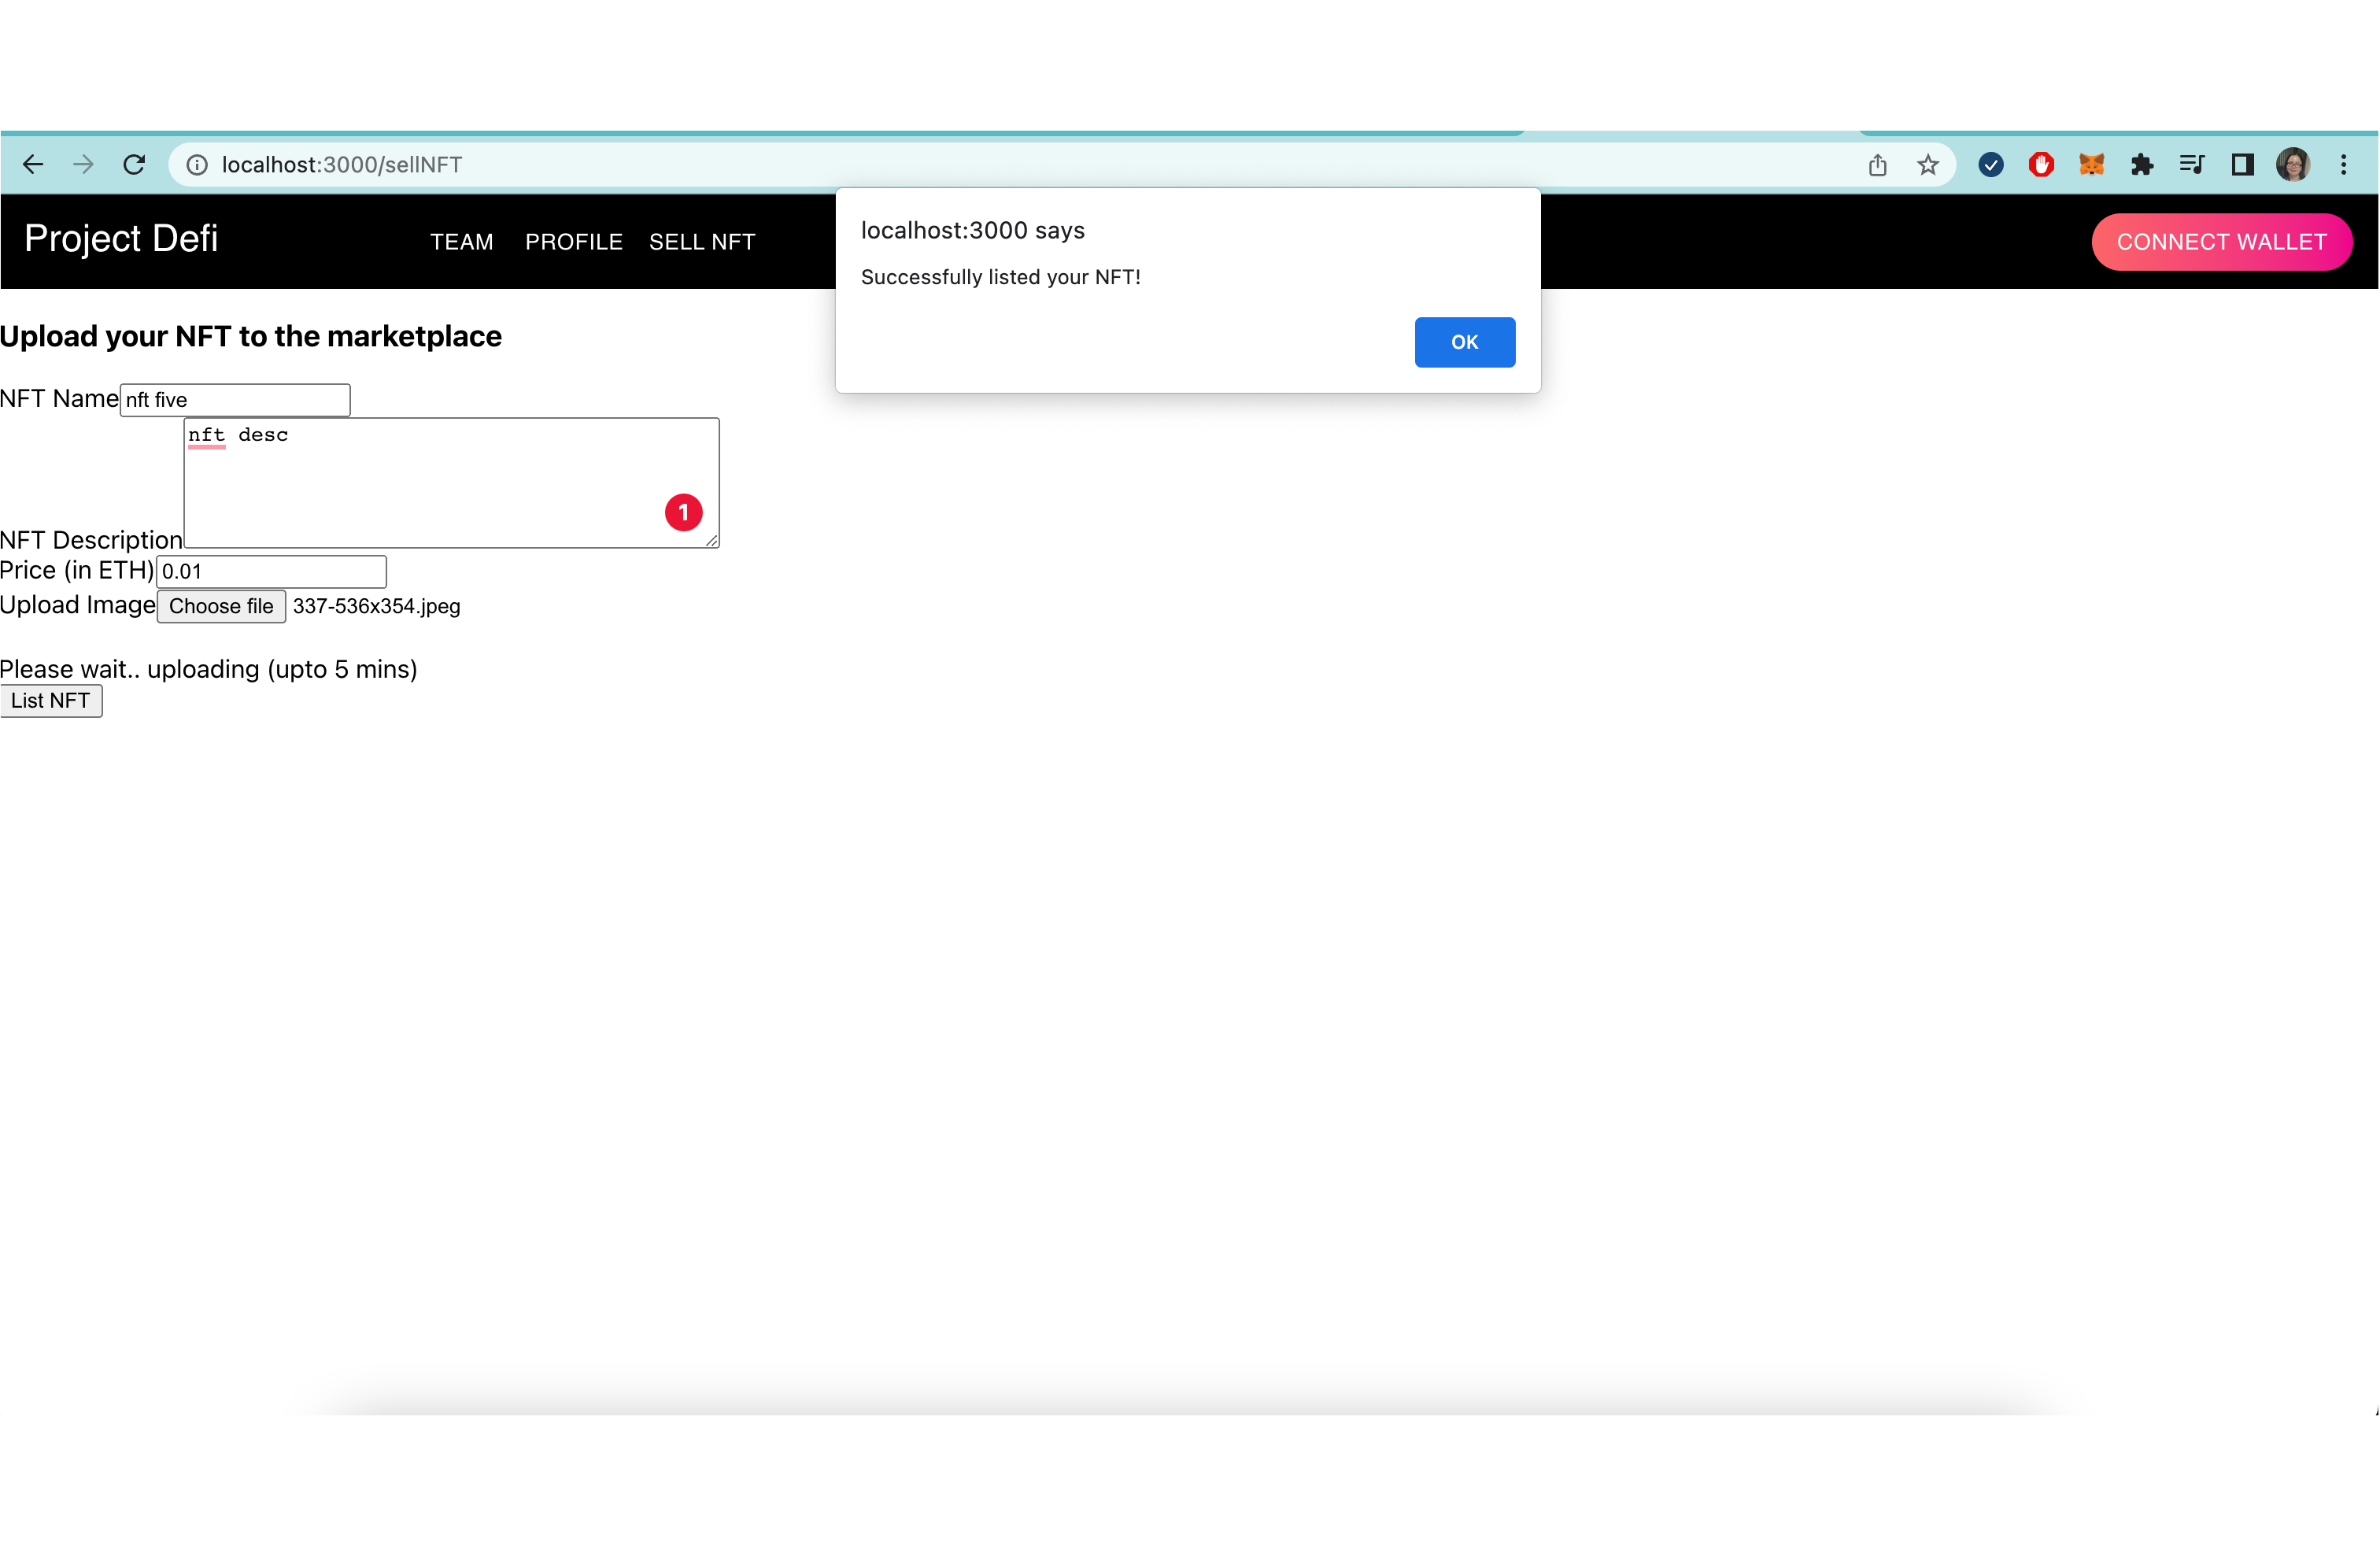 localhost:3000/sellNFT
Project Defi
TEAM PROFILE SELL NFT
CONNECT WALLET
localhost:3000 says
Successfully listed your NFT!
OK
Upload your NFT to the marketplace
NFT Name nft five
nft desc
1
NFT Description
Price (in ETH) 0.01
Upload Image Choose file 337-536x354.jpeg
Please wait.. uploading (upto 5 mins)
List NFT